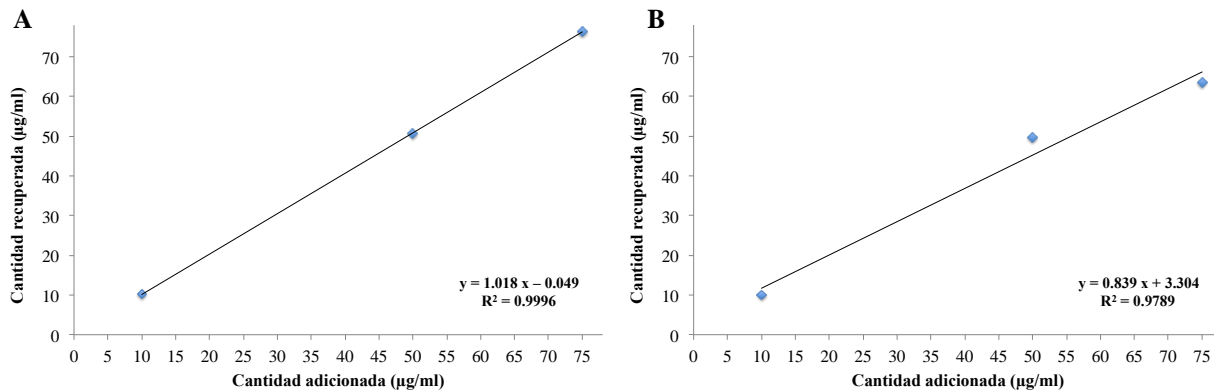 A
Cantidad recuperada (µg/ml)
70
60
50
40
30
20
10
0
y = 1.018 x – 0.049
R² = 0.9996
0 5 10 15 20 25 30 35 40 45 50 55 60 65 70 75
Cantidad adicionada (µg/ml)
B
Cantidad recuperada (µg/ml)
70
60
50
40
30
20
10
0
y = 0.839 x + 3.304
R² = 0.9789
0 5 10 15 20 25 30 35 40 45 50 55 60 65 70 75
Cantidad adicionada (µg/ml)